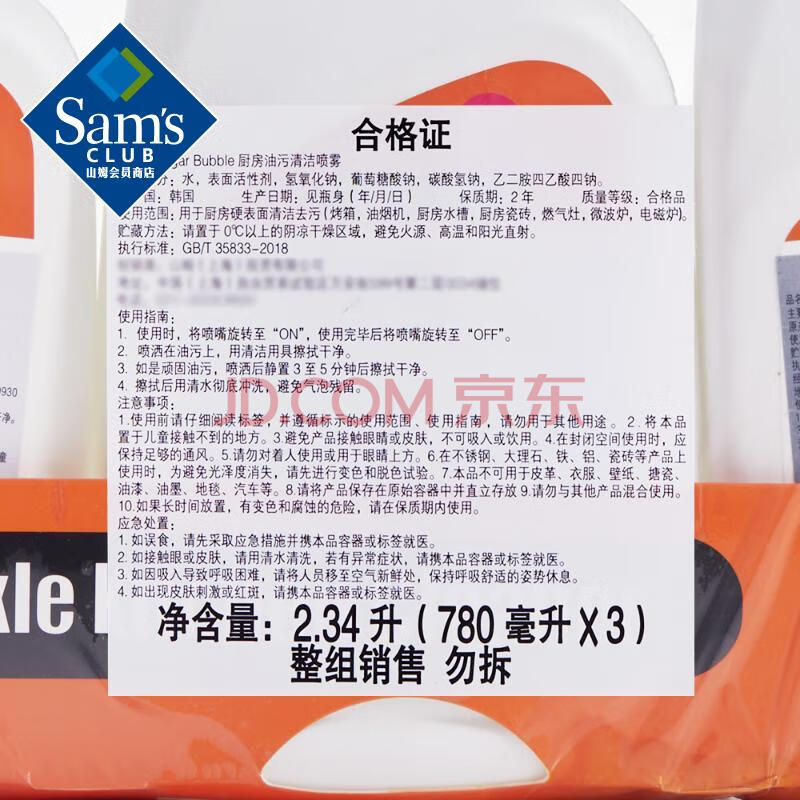 Sam's
CLUB
山姆会员商店
合格证
Bubble 厨房油污清洁喷雾
水，表面活性剂，氢氧化钠，葡萄糖酸钠，碳酸氢钠，乙二胺四乙酸四钠。
国：韩国 生产日期：见瓶身（年/月/日） 保质期：2年 质量等级：合格品
使用范围：用于厨房硬表面清洁去污（烤箱，油烟机，厨房水槽，厨房瓷砖，燃气灶，微波炉，电磁炉）。
贮藏方法：请置于0℃以上的阴凉干燥区域，避免火源、高温和阳光直射。
执行标准：GB/T 35833-2018
使用指南：
1. 使用时，将喷嘴旋转至“ON”，使用完毕后将喷嘴旋转至“OFF”。
2. 喷洒在油污上，用清洁用具擦拭干净。
3. 如是顽固油污，喷洒后静置3至5分钟后擦拭干净。
4. 擦拭后用清水彻底冲洗，避免气泡残留。
JD.COM 京东
注意事项：
1.使用前请仔细阅读标签，并遵循标示的使用范围、使用指南，请勿用于其他用途。2.将本品
置于儿童接触不到的地方。3.避免产品接触眼睛或皮肤，不可吸入或饮用。4.在封闭空间使用时，应
保持足够的通风。5.请勿对着人使用或用于眼睛上方。6.在不锈钢、大理石、铁、铝、瓷砖等产品上
使用时，为避免光泽度消失，请先进行变色和脱色试验。7.本品不可用于皮革、衣服、壁纸、搪瓷、
油漆、油墨、地毯、汽车等。8.请将产品保存在原始容器中并直立存放9.请勿与其他产品混合使用。
10.如果长时间放置，有变色和腐蚀的危险，请在保质期内使用。
应急处置：
1.如误食，请先采取应急措施并携本品容器或标签就医。
2.如接触眼或皮肤，请用清水清洗，若有异常症状，请携本品容器或标签就医。
3.如因吸入导致呼吸困难，请将人员移至空气新鲜处，保持呼吸舒适的姿势休息。
4.如出现皮肤刺激或红斑，请携本品容器或标签就医。
净含量：2.34升（780毫升X3）
整组销售 勿拆